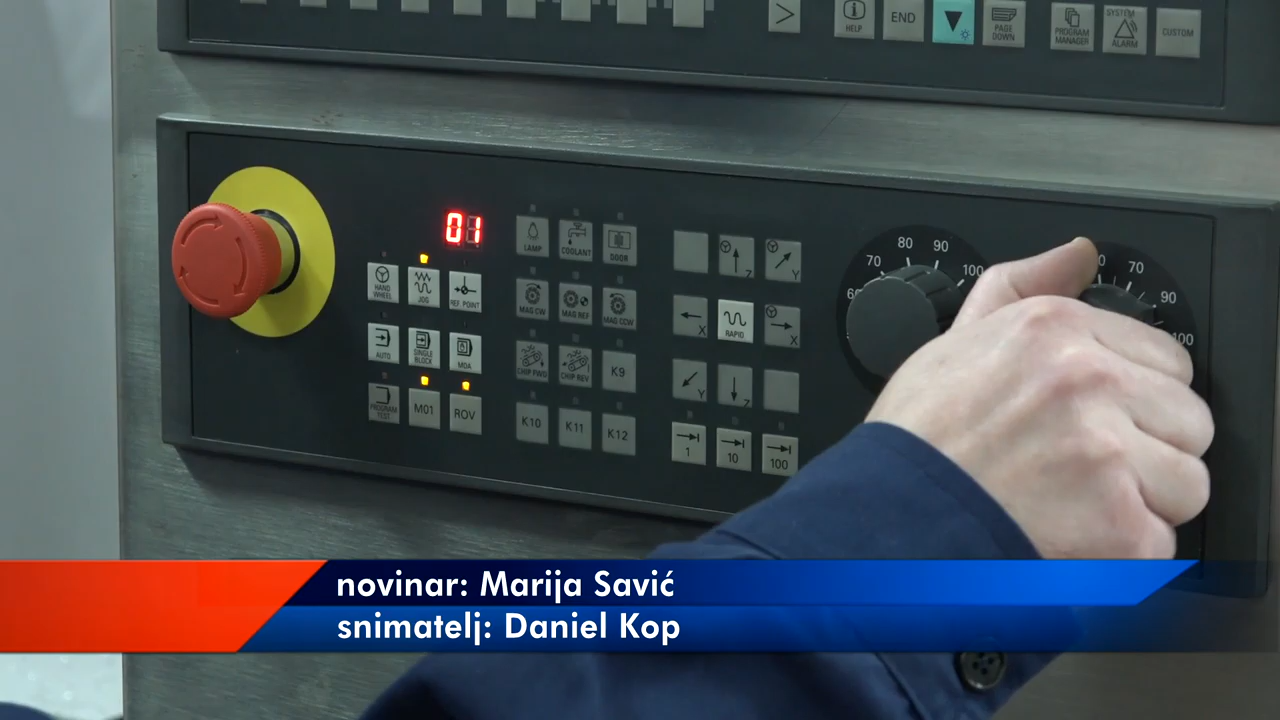 >
HELP
END
PAGE DOWN
PROGRAM MANAGER
SYSTEM ALARM
CUSTOM
01
HAND WHEEL
JOG
REF. POINT
AUTO
SINGLE BLOCK
MDA
PROGRAM TEST
M01
ROV
LAMP
COOLANT
DOOR
MAG CW
MAG REF
MAG CCW
CHIP FWD
CHIP REV
K9
K10
K11
K12
Z
Y
X
RAPID
X
Y
Z
1
10
100
70
80
90
100
70
90
100
novinar: Marija Savić
snimatelj: Daniel Kop